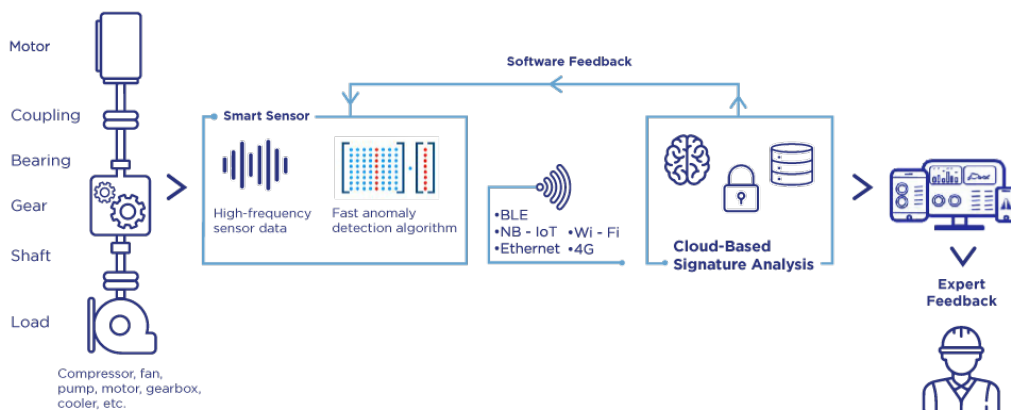 Motor
Coupling
Bearing
Gear
Shaft
Load
Compressor, fan,
pump, motor, gearbox,
cooler, etc.
Software Feedback
Smart Sensor
High-frequency
sensor data
Fast anomaly
detection algorithm
•BLE
•NB - IoT •Wi - Fi
•Ethernet •4G
Cloud-Based
Signature Analysis
Expert
Feedback